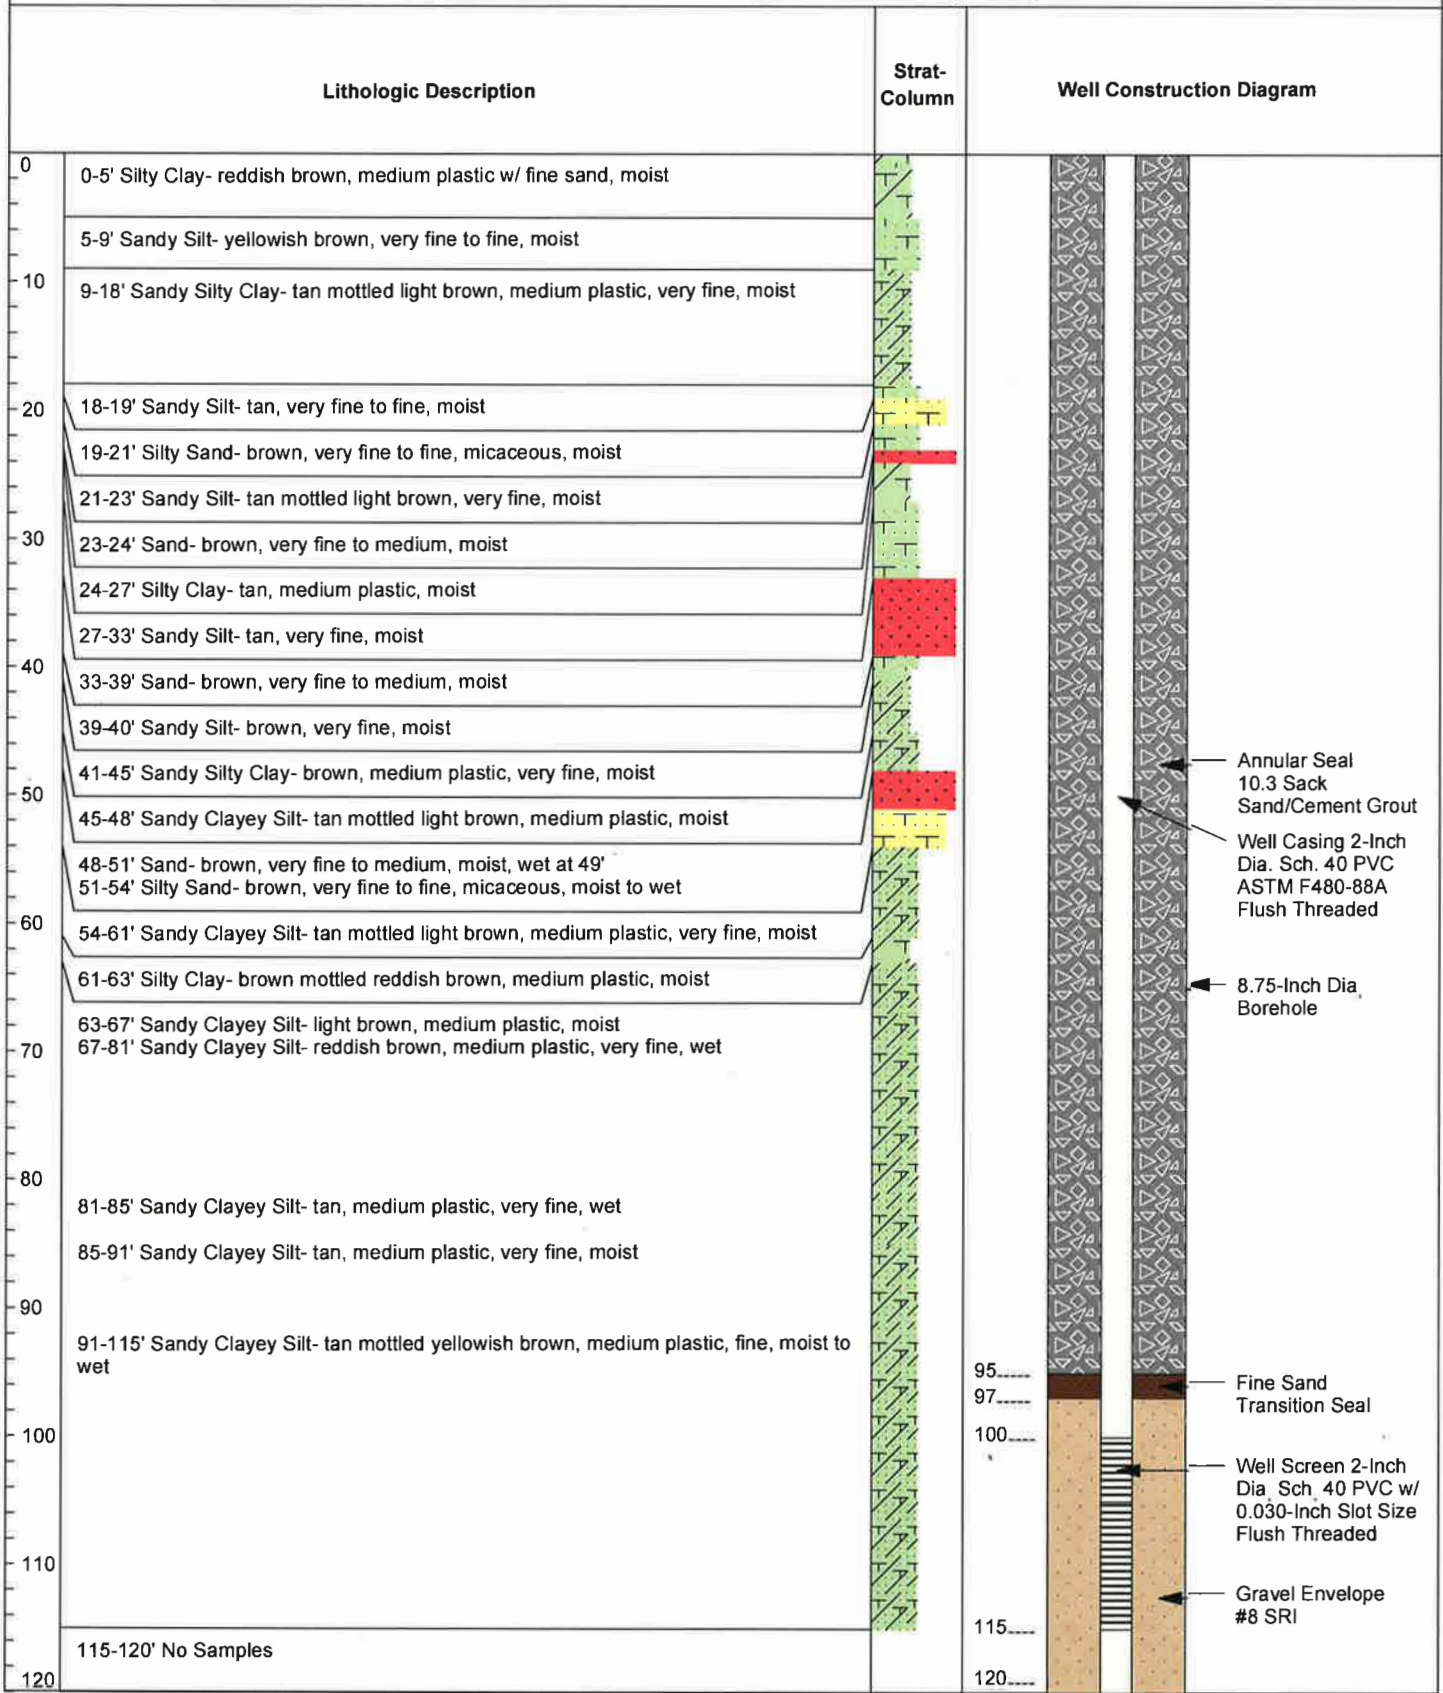 Lithologic Description
Strat-
Column
Well Construction Diagram
0
10
20
30
40
50
60
70
80
90
100
110
120
0-5' Silty Clay- reddish brown, medium plastic w/ fine sand, moist
5-9' Sandy Silt- yellowish brown, very fine to fine, moist
9-18' Sandy Silty Clay- tan mottled light brown, medium plastic, very fine, moist
18-19' Sandy Silt- tan, very fine to fine, moist
19-21' Silty Sand- brown, very fine to fine, micaceous, moist
21-23' Sandy Silt- tan mottled light brown, very fine, moist
23-24' Sand- brown, very fine to medium, moist
24-27' Silty Clay- tan, medium plastic, moist
27-33' Sandy Silt- tan, very fine, moist
33-39' Sand- brown, very fine to medium, moist
39-40' Sandy Silt- brown, very fine, moist
41-45' Sandy Silty Clay- brown, medium plastic, very fine, moist
45-48' Sandy Clayey Silt- tan mottled light brown, medium plastic, moist
48-51' Sand- brown, very fine to medium, moist, wet at 49'
51-54' Silty Sand- brown, very fine to fine, micaceous, moist to wet
54-61' Sandy Clayey Silt- tan mottled light brown, medium plastic, very fine, moist
61-63' Silty Clay- brown mottled reddish brown, medium plastic, moist
63-67' Sandy Clayey Silt- light brown, medium plastic, moist
67-81' Sandy Clayey Silt- reddish brown, medium plastic, very fine, wet
81-85' Sandy Clayey Silt- tan, medium plastic, very fine, wet
85-91' Sandy Clayey Silt- tan, medium plastic, very fine, moist
91-115' Sandy Clayey Silt- tan mottled yellowish brown, medium plastic, fine, moist to
wet
115-120' No Samples
95
97
100
115
120
Annular Seal
10.3 Sack
Sand/Cement Grout
Well Casing 2-Inch
Dia. Sch. 40 PVC
ASTM F480-88A
Flush Threaded
8.75-Inch Dia.
Borehole
Fine Sand
Transition Seal
Well Screen 2-Inch
Dia. Sch. 40 PVC w/
0.030-Inch Slot Size
Flush Threaded
Gravel Envelope
#8 SRI